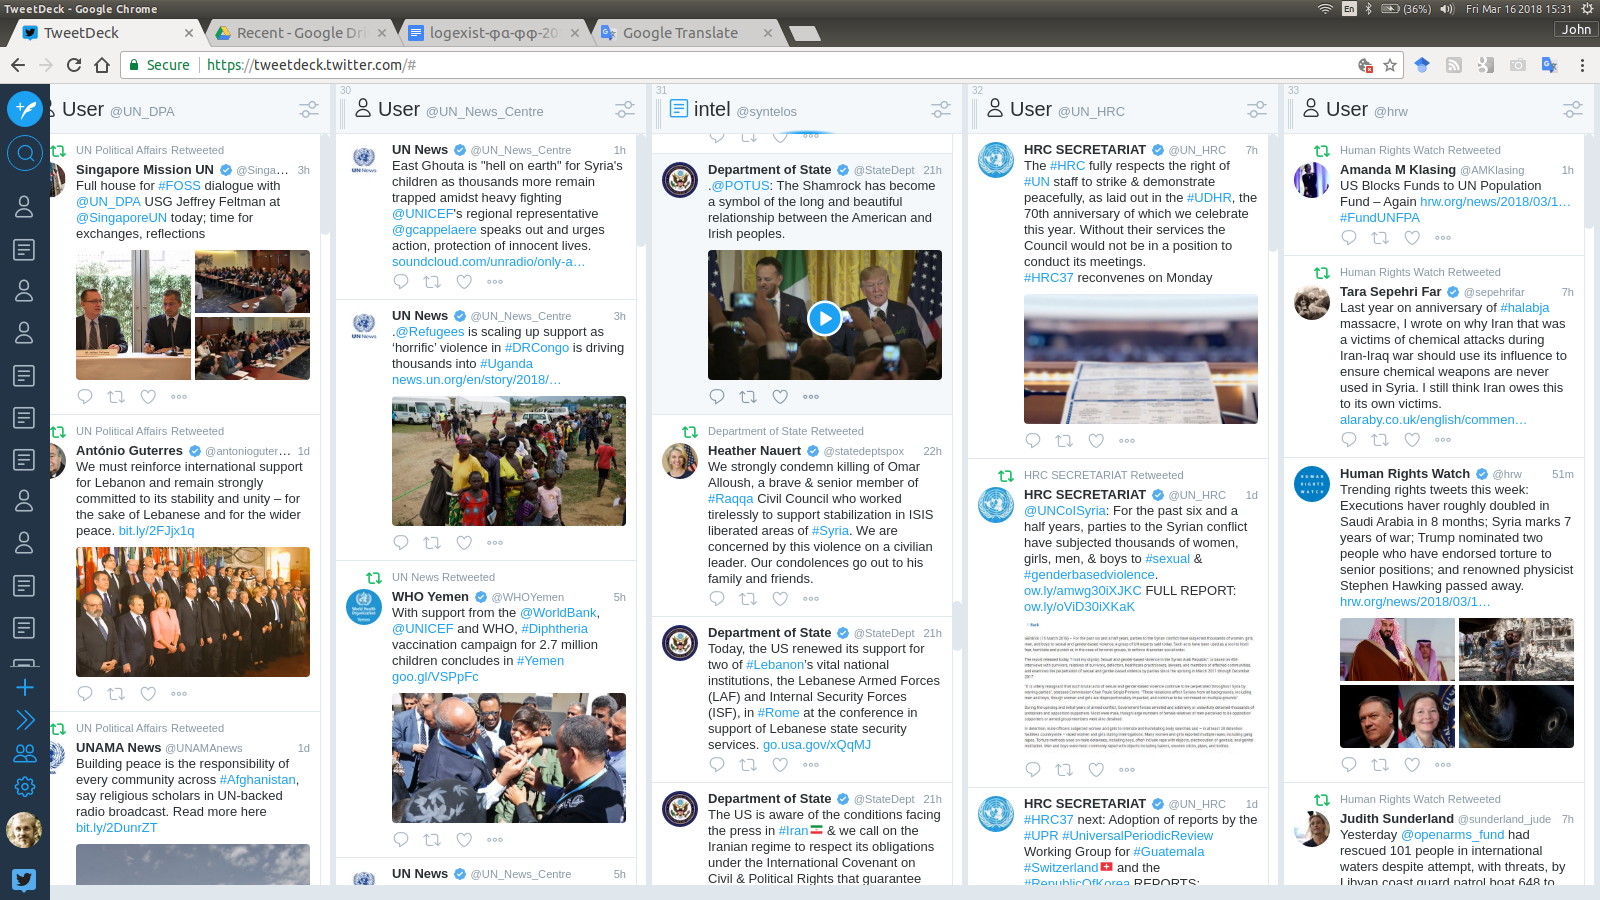 TweetDeck - Google Chrome
En
(36%)
Fri Mar 16 2018 15:31
TweetDeck
Recent - Google Dri
logexist-φα-φφ-20
Google Translate
John
Secure
https://tweetdeck.twitter.com/#
User @UN_DPA
UN Political Affairs Retweeted
Singapore Mission UN @Singa... 3h
Full house for #FOSS dialogue with
@UN_DPA USG Jeffrey Feltman at
@SingaporeUN today; time for
exchanges, reflections
UN Political Affairs Retweeted
António Guterres @antonioguter... 1d
We must reinforce international support
for Lebanon and remain strongly
committed to its stability and unity – for
the sake of Lebanese and for the wider
peace. bit.ly/2FJjx1q
UN Political Affairs Retweeted
UNAMA News @UNAMAnews 1d
Building peace is the responsibility of
every community across #Afghanistan,
say religious scholars in UN-backed
radio broadcast. Read more here
bit.ly/2DunrZT
30
User @UN_News_Centre
UN News @UN_News_Centre 1h
East Ghouta is "hell on earth" for Syria's
children as thousands more remain
trapped amidst heavy fighting
@UNICEF's regional representative
@gcappelaere speaks out and urges
action, protection of innocent lives.
soundcloud.com/unradio/only-a…
UN News @UN_News_Centre 3h
.@Refugees is scaling up support as
‘horrific’ violence in #DRCongo is driving
thousands into #Uganda
news.un.org/en/story/2018/…
UN News Retweeted
WHO Yemen @WHOYemen 5h
With support from the @WorldBank,
@UNICEF and WHO, #Diphtheria
vaccination campaign for 2.7 million
children concludes in #Yemen
goo.gl/VSPpFc
UN News @UN_News_Centre 5h
31
intel @syntelos
Department of State @StateDept 21h
.@POTUS: The Shamrock has become
a symbol of the long and beautiful
relationship between the American and
Irish peoples.
Department of State Retweeted
Heather Nauert @statedeptspox 22h
We strongly condemn killing of Omar
Alloush, a brave & senior member of
#Raqqa Civil Council who worked
tirelessly to support stabilization in ISIS
liberated areas of #Syria. We are
concerned by this violence on a civilian
leader. Our condolences go out to his
family and friends.
Department of State @StateDept 21h
Today, the US renewed its support for
two of #Lebanon's vital national
institutions, the Lebanese Armed Forces
(LAF) and Internal Security Forces
(ISF), in #Rome at the conference in
support of Lebanese state security
services. go.usa.gov/xQqMJ
Department of State @StateDept 21h
The US is aware of the conditions facing
the press in #Iran & we call on the
Iranian regime to respect its obligations
under the International Covenant on
Civil & Political Rights that guarantee
32
User @UN_HRC
HRC SECRETARIAT @UN_HRC 7h
The #HRC fully respects the right of
#UN staff to strike & demonstrate
peacefully, as laid out in the #UDHR, the
70th anniversary of which we celebrate
this year. Without their services the
Council would not be in a position to
conduct its meetings.
#HRC37 reconvenes on Monday
HRC SECRETARIAT Retweeted
HRC SECRETARIAT @UN_HRC 1d
@UNCoISyria: For the past six and a
half years, parties to the Syrian conflict
have subjected thousands of women,
girls, men, & boys to #sexual &
#genderbasedviolence.
ow.ly/amwg30iXJKC FULL REPORT:
ow.ly/oViD30iXKaK
HRC SECRETARIAT @UN_HRC 1d
#HRC37 next: Adoption of reports by the
#UPR #UniversalPeriodicReview
Working Group for #Guatemala
#Switzerland and the
#RepublicOfKorea REPORTS:
33
User @hrw
Human Rights Watch Retweeted
Amanda M Klasing @AMKlasing 1h
US Blocks Funds to UN Population
Fund – Again hrw.org/news/2018/03/1…
#FundUNFPA
Human Rights Watch Retweeted
Tara Sepehri Far @sepehrifar 7h
Last year on anniversary of #halabja
massacre, I wrote on why Iran that was
a victims of chemical attacks during
Iran-Iraq war should use its influence to
ensure chemical weapons are never
used in Syria. I still think Iran owes this
to its own victims.
alaraby.co.uk/english/commen…
Human Rights Watch @hrw 51m
Trending rights tweets this week:
Executions haver roughly doubled in
Saudi Arabia in 8 months; Syria marks 7
years of war; Trump nominated two
people who have endorsed torture to
senior positions; and renowned physicist
Stephen Hawking passed away.
hrw.org/news/2018/03/1…
Human Rights Watch Retweeted
Judith Sunderland @sunderland_jude 7h
Yesterday @openarms_fund had
rescued 101 people in international
waters despite attempt, with threats, by
Libyan coast guard patrol boat 648 to